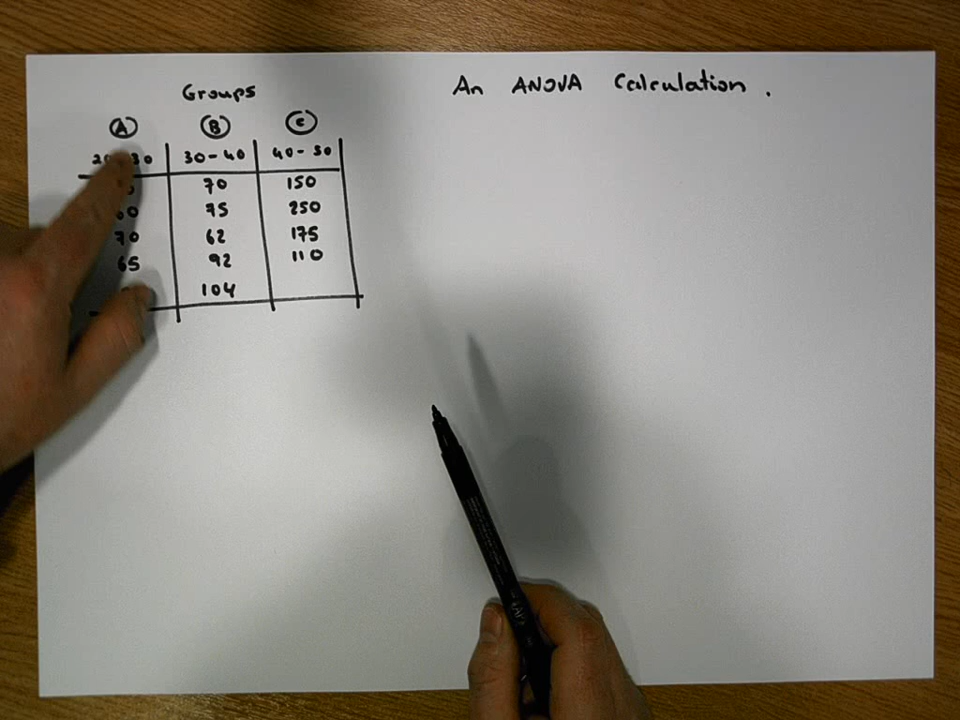 An ANOVA Calculation.
Groups
A B C
30-40 40-50
70 150
75 250
70 62 175
65 92 110
104